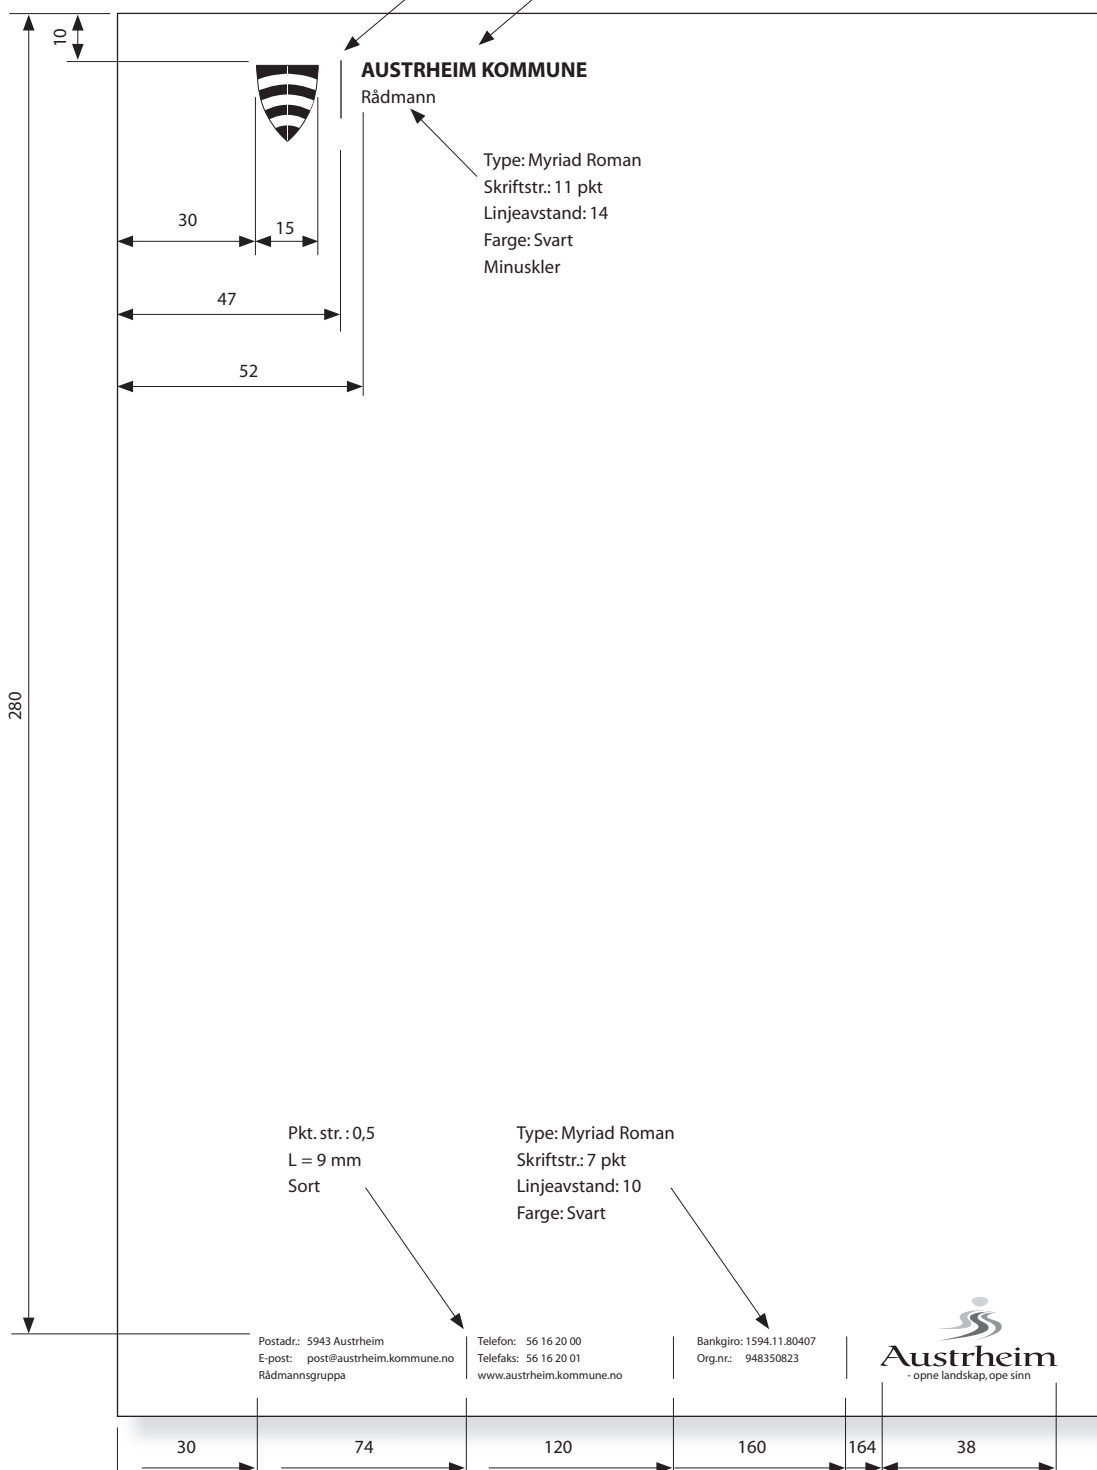 10
AUSTRHEIM KOMMUNE
Rådmann
Type: Myriad Roman
Skriftstr.: 11 pkt
Linjeavstand: 14
Farge: Svart
Minuskler
30
15
47
52
280
Pkt. str. : 0,5
L = 9 mm
Sort
Type: Myriad Roman
Skriftstr.: 7 pkt
Linjeavstand: 10
Farge: Svart
Postadr.: 5943 Austrheim
E-post: post@austrheim.kommune.no
Rådmannsgruppa
Telefon: 56 16 20 00
Telefaks: 56 16 20 01
www.austrheim.kommune.no
Bankgiro: 1594.11.80407
Org.nr.: 948350823
Austrheim
- opne landskap, ope sinn
30
74
120
160
164
38